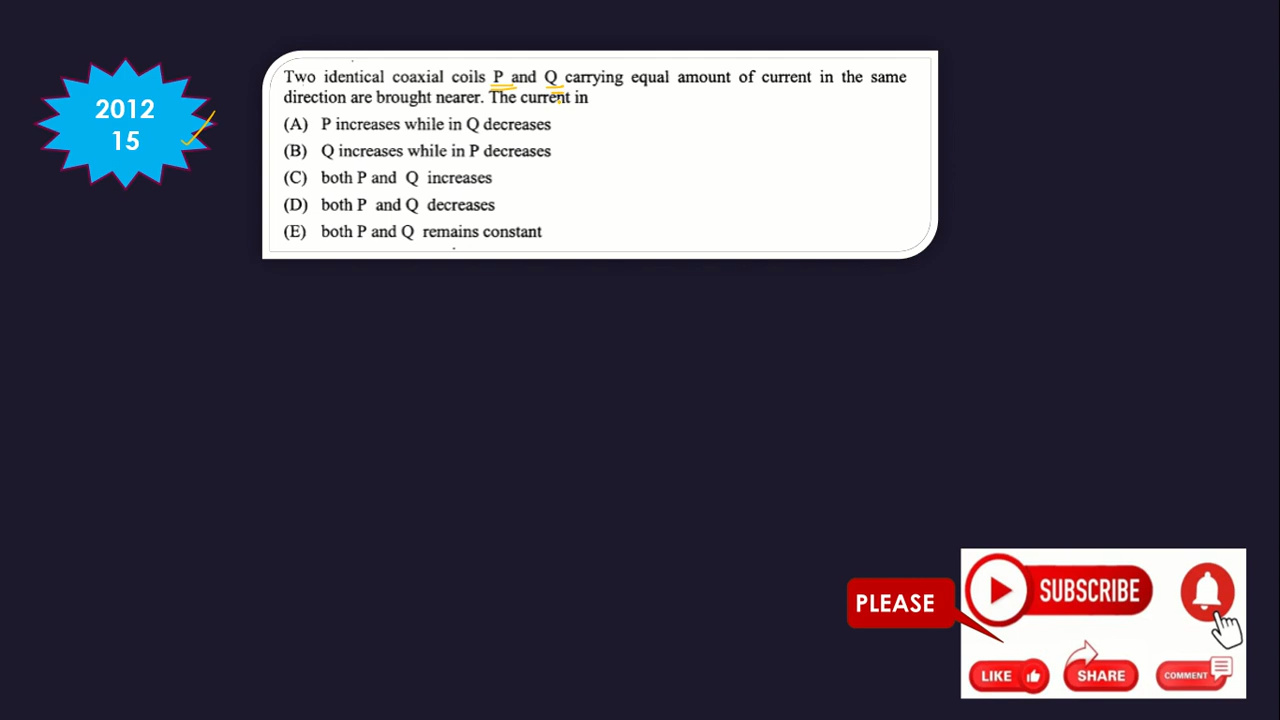 2012
15
Two identical coaxial coils P and Q carrying equal amount of current in the same
direction are brought nearer. The current in
(A) P increases while in Q decreases
(B) Q increases while in P decreases
(C) both P and Q increases
(D) both P and Q decreases
(E) both P and Q remains constant
PLEASE
SUBSCRIBE
LIKE
SHARE
COMMENT